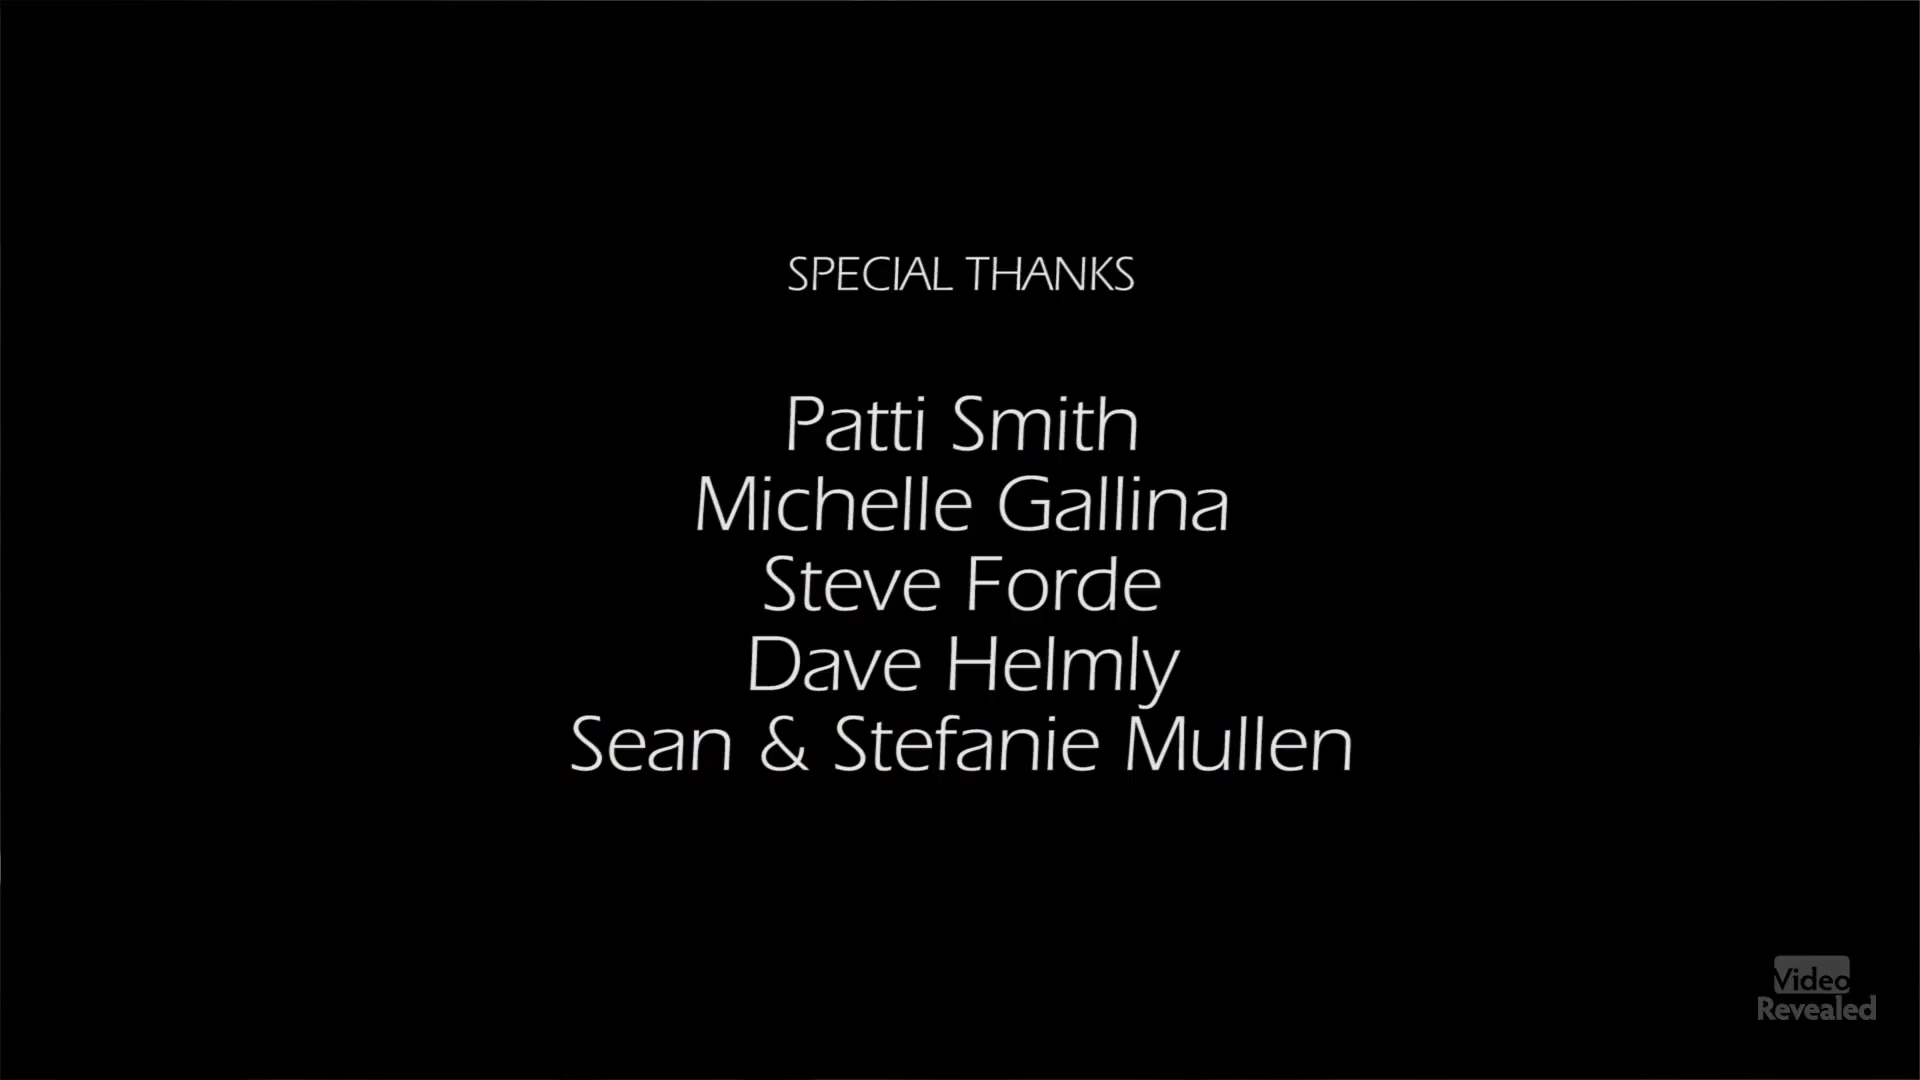 SPECIAL THANKS
Patti Smith
Michelle Gallina
Steve Forde
Dave Helmly
Sean & Stefanie Mullen
Video
Revealed